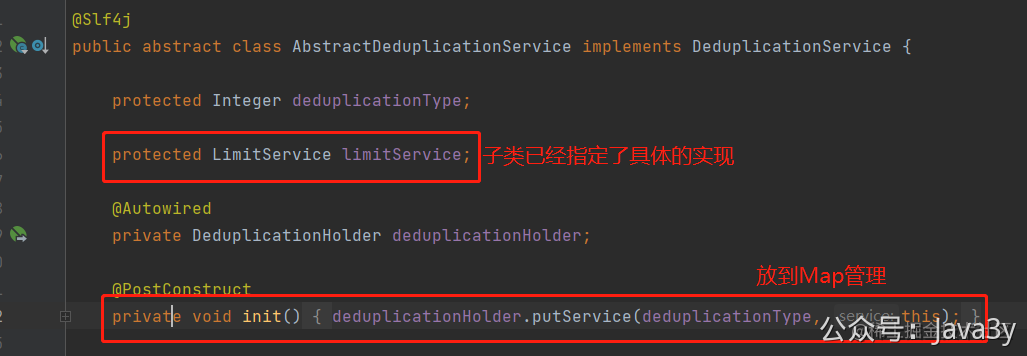 @Slf4j
public abstract class AbstractDeduplicationService implements DeduplicationService {
protected Integer deduplicationType;
protected LimitService limitService; 子类已经指定了具体的实现
@Autowired
private DeduplicationHolder deduplicationHolder;
放到Map管理
@PostConstruct
private void init() { deduplicationHolder.putService(deduplicationType, service: this); }
公众号：java3y